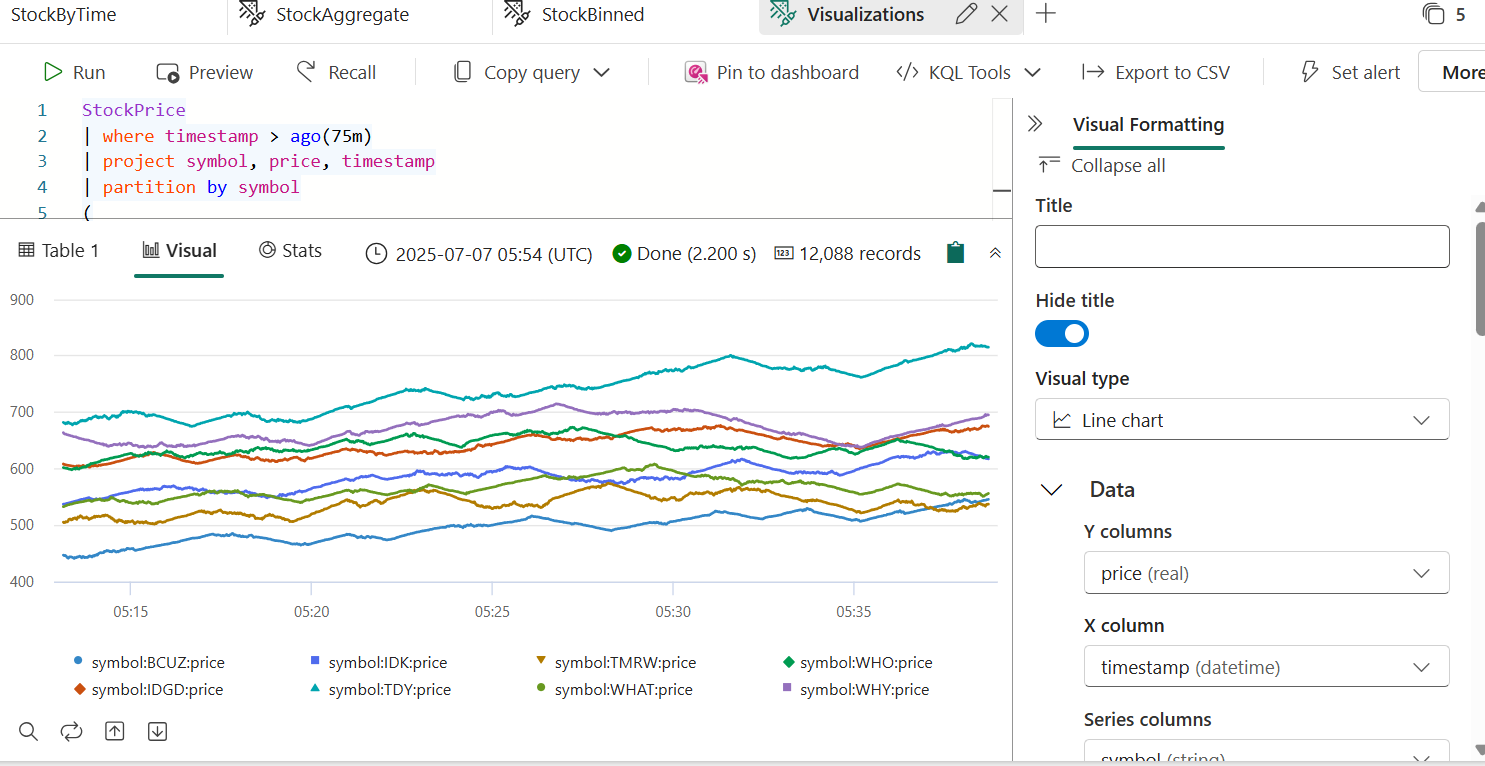 StockByTime
StockAggregate
StockBinned
Visualizations
5
Run
Preview
Recall
Copy query
Pin to dashboard
KQL Tools
Export to CSV
Set alert
More
1 StockPrice
2 | where timestamp > ago(75m)
3 | project symbol, price, timestamp
4 | partition by symbol
5 (
Table 1
Visual
Stats
2025-07-07 05:54 (UTC)
Done (2.200 s)
123
12,088 records
900
800
700
600
500
400
05:15
05:20
05:25
05:30
05:35
symbol:BCUZ:price
symbol:IDK:price
symbol:TMRW:price
symbol:WHO:price
symbol:IDGD:price
symbol:TDY:price
symbol:WHAT:price
symbol:WHY:price
Visual Formatting
Collapse all
Title
Hide title
Visual type
Line chart
Data
Y columns
price (real)
X column
timestamp (datetime)
Series columns
symbol (string)